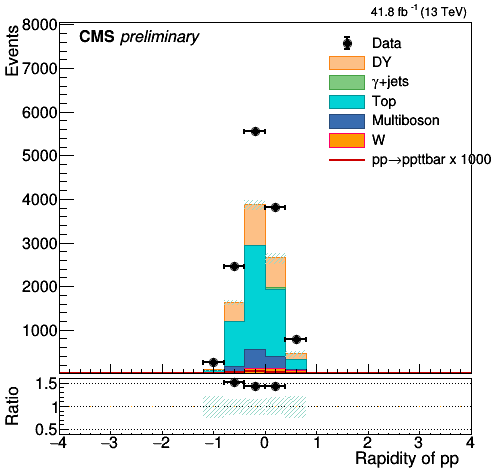 41.8 fb⁻¹ (13 TeV)
CMS preliminary
Events
8000
7000
6000
5000
4000
3000
2000
1000
Data
DY
γ+jets
Top
Multiboson
W
pp→ppttbar x 1000
Ratio
1.5
1
0.5
−4 −3 −2 −1 0 1 2 3 4
Rapidity of pp